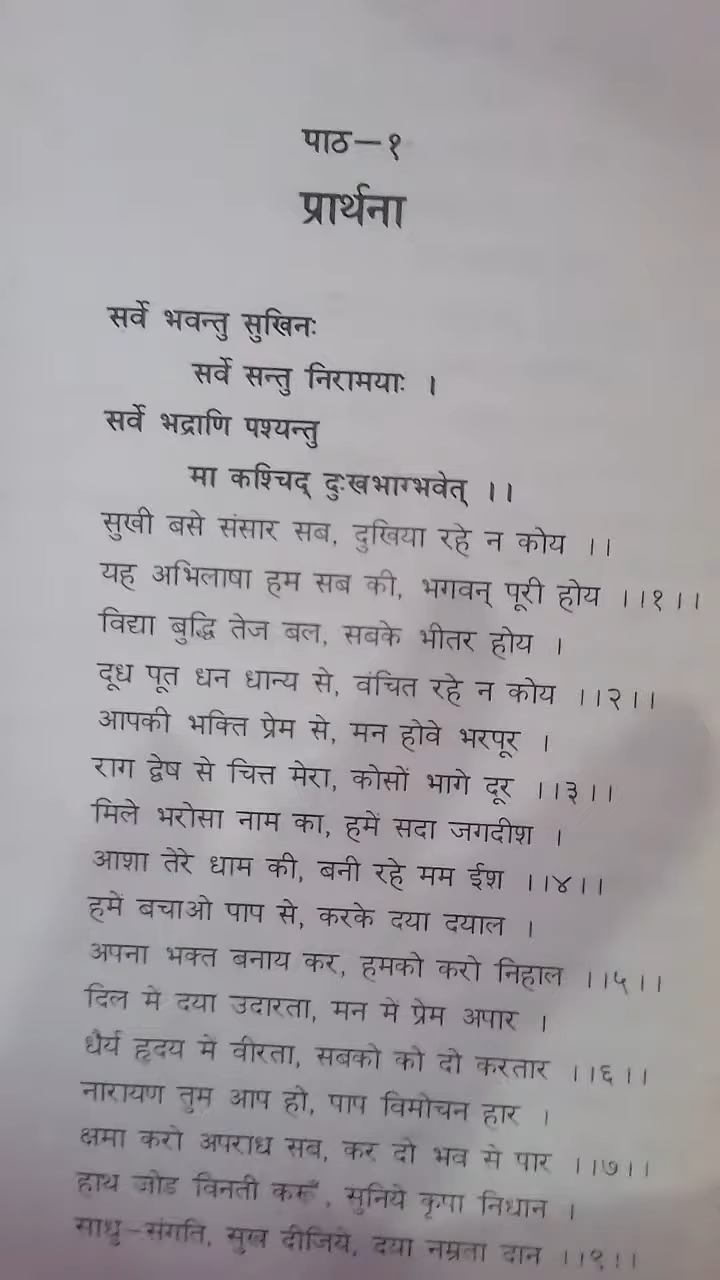 पाठ—१
प्रार्थना
सर्वे भवन्तु सुखिनः
सर्वे सन्तु निरामयाः ।
सर्वे भद्राणि पश्यन्तु
मा कश्चिद् दुःखभाग्भवेत् ।।
सुखी बसे संसार सब, दुखिया रहे न कोय ।।
यह अभिलाषा हम सब की, भगवन् पूरी होय ।।१।।
विद्या बुद्धि तेज बल, सबके भीतर होय ।
दूध पूत धन धान्य से, वंचित रहे न कोय ।।२।।
आपकी भक्ति प्रेम से, मन होवे भरपूर ।
राग द्वेष से चित्त मेरा, कोसों भागे दूर ।।३।।
मिले भरोसा नाम का, हमें सदा जगदीश ।
आशा तेरे धाम की, बनी रहे मम ईश ।।४।।
हमें बचाओ पाप से, करके दया दयाल ।
अपना भक्त बनाय कर, हमको करो निहाल ।।५।।
दिल मे दया उदारता, मन में प्रेम अपार ।
धैर्य हृदय में वीरता, सबको को दो करतार ।।६।।
नारायण तुम आप हो, पाप विमोचन हार ।
क्षमा करो अपराध सब, कर दो भव से पार ।।७।।
हाथ जोड विनती करूँ, सुनिये कृपा निधान ।
साधु-संगति, सुख दीजिये, दया नम्रता दान ।।९।।